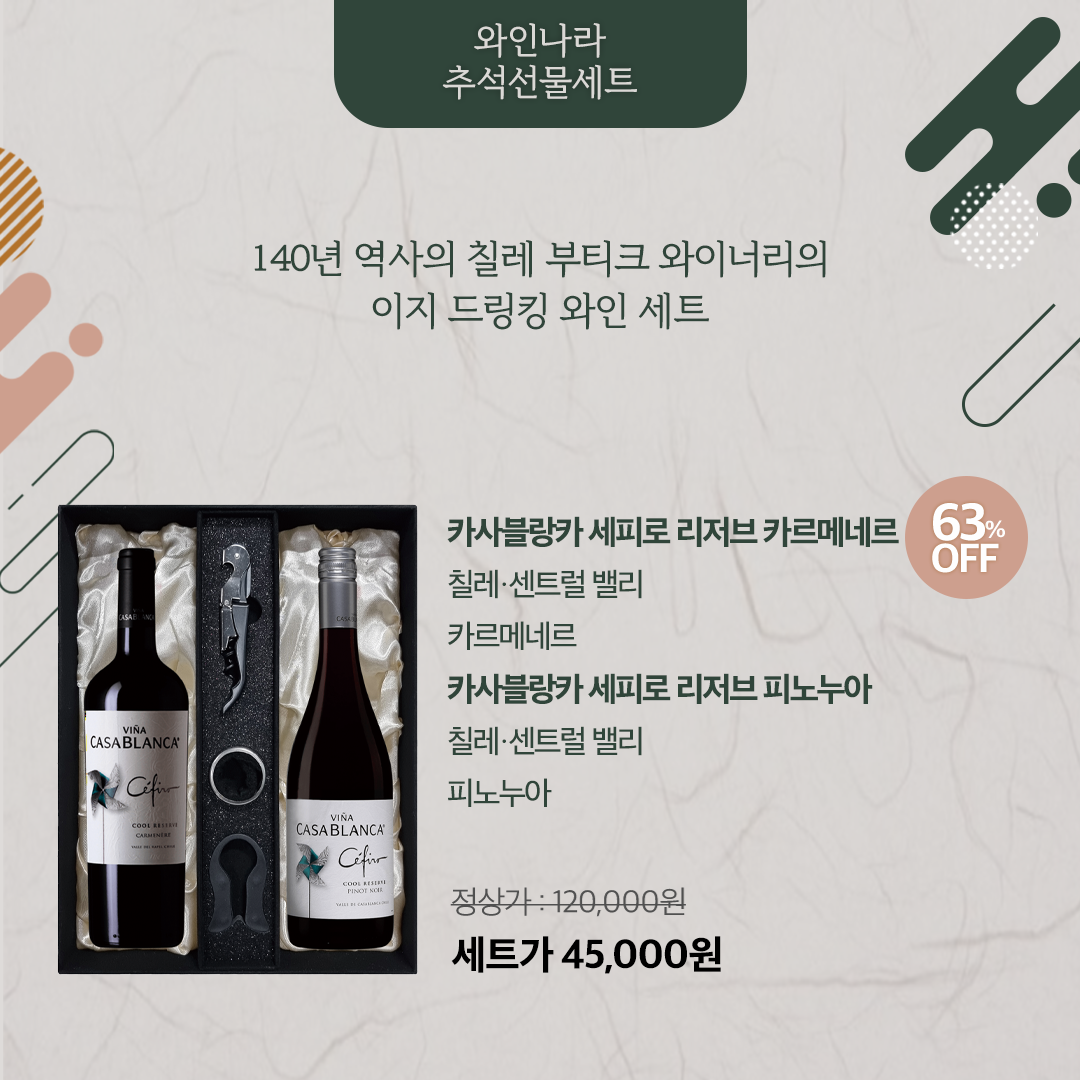 와인나라
추석선물세트
140년 역사의 칠레 부티크 와이너리의
이지 드링킹 와인 세트
63%
OFF
카사블랑카 세피로 리저브 카르메네르
칠레·센트럴 밸리
카르메네르
카사블랑카 세피로 리저브 피노누아
칠레·센트럴 밸리
피노누아
정상가 : 120,000원
세트가 45,000원
VIÑA
CASABLANCA
Céfiro
COOL RESERVE
CARMENERE
VIÑA
CASABLANCA
Céfiro
COOL RESERVE
PINOT NOIR